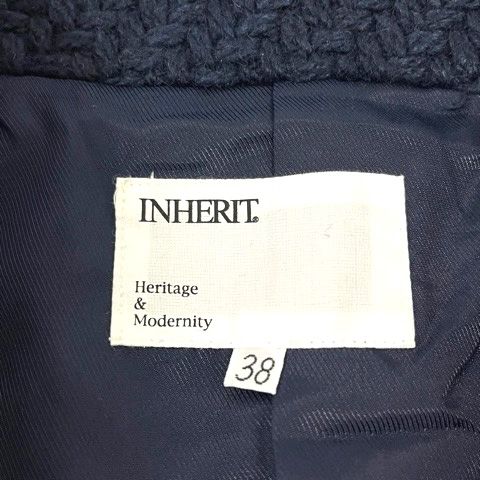 INHERIT.
Heritage
&
Modernity
38